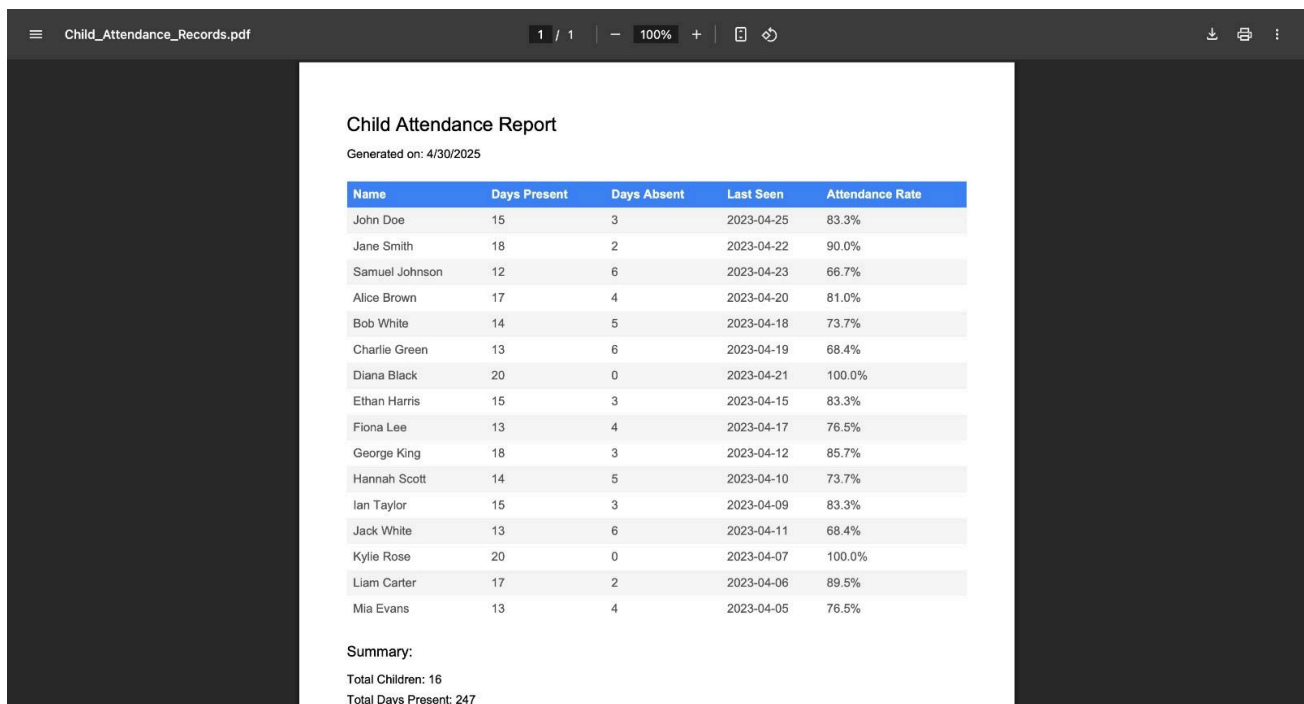 Child_Attendance_Records.pdf 1 / 1 100%
Child Attendance Report
Generated on: 4/30/2025
Name Days Present Days Absent Last Seen Attendance Rate
John Doe 15 3 2023-04-25 83.3%
Jane Smith 18 2 2023-04-22 90.0%
Samuel Johnson 12 6 2023-04-23 66.7%
Alice Brown 17 4 2023-04-20 81.0%
Bob White 14 5 2023-04-18 73.7%
Charlie Green 13 6 2023-04-19 68.4%
Diana Black 20 0 2023-04-21 100.0%
Ethan Harris 15 3 2023-04-15 83.3%
Fiona Lee 13 4 2023-04-17 76.5%
George King 18 3 2023-04-12 85.7%
Hannah Scott 14 5 2023-04-10 73.7%
Ian Taylor 15 3 2023-04-09 83.3%
Jack White 13 6 2023-04-11 68.4%
Kylie Rose 20 0 2023-04-07 100.0%
Liam Carter 17 2 2023-04-06 89.5%
Mia Evans 13 4 2023-04-05 76.5%
Summary:
Total Children: 16
Total Days Present: 247